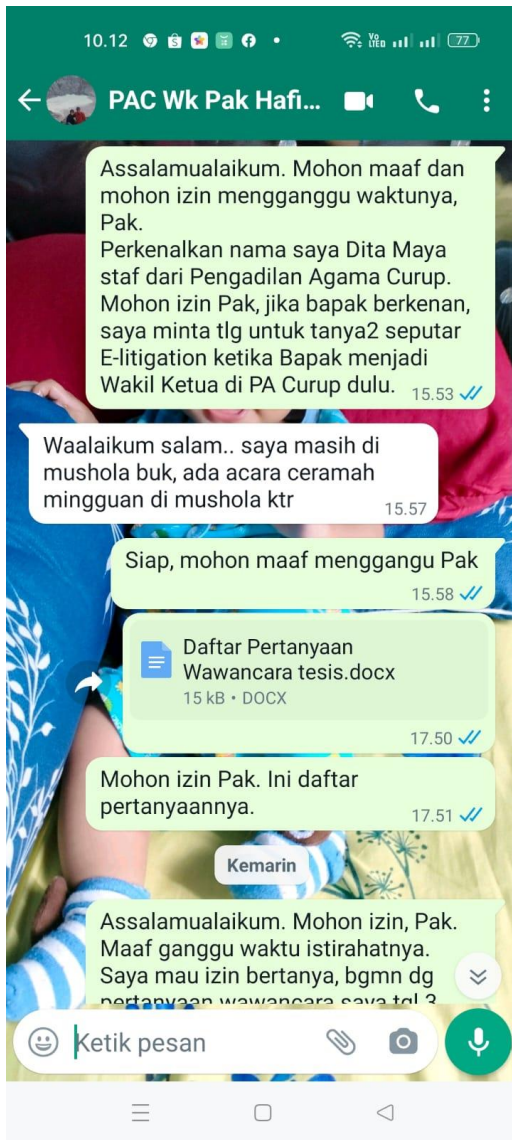 10.12
77
PAC Wk Pak Hafi...
Assalamualaikum. Mohon maaf dan
mohon izin mengganggu waktunya,
Pak.
Perkenalkan nama saya Dita Maya
staf dari Pengadilan Agama Curup.
Mohon izin Pak, jika bapak berkenan,
saya minta tlg untuk tanya2 seputar
E-litigation ketika Bapak menjadi
Wakil Ketua di PA Curup dulu.
15.53
Waalaikum salam.. saya masih di
mushola buk, ada acara ceramah
mingguan di mushola ktr
15.57
Siap, mohon maaf menggangu Pak
15.58
Daftar Pertanyaan
Wawancara tesis.docx
15 kB • DOCX
17.50
Mohon izin Pak. Ini daftar
pertanyaannya.
17.51
Kemarin
Assalamualaikum. Mohon izin, Pak.
Maaf ganggu waktu istirahatnya.
Saya mau izin bertanya, bgmn dg
pertanyaan wawancara saya tgl 3
Ketik pesan